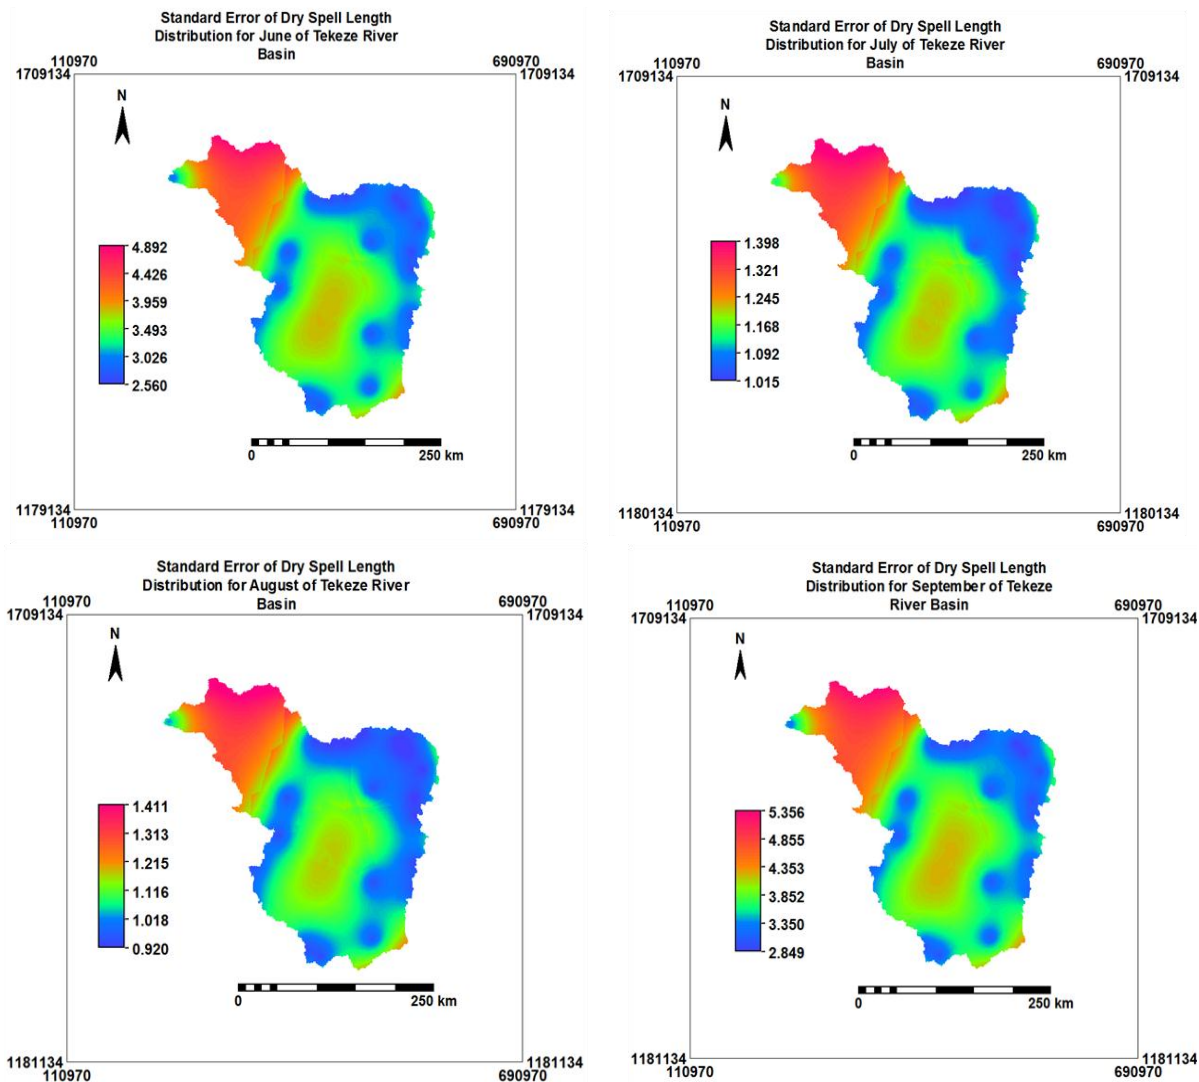 Standard Error of Dry Spell Length
Distribution for June of Tekeze River
Basin
110970 690970
1709134 1709134
N
4.892
4.426
3.959
3.493
3.026
2.560
0 250 km
1179134 1179134
110970 690970
Standard Error of Dry Spell Length
Distribution for July of Tekeze River
Basin
110970 690970
1709134 1709134
N
1.398
1.321
1.245
1.168
1.092
1.015
0 250 km
1180134 1180134
110970 690970
Standard Error of Dry Spell Length
Distribution for August of Tekeze River
Basin
110970 690970
1709134 1709134
N
1.411
1.313
1.215
1.116
1.018
0.920
0 250 km
1181134 1181134
110970 690970
Standard Error of Dry Spell Length
Distribution for September of Tekeze
River Basin
110970 690970
1709134 1709134
N
5.356
4.855
4.353
3.852
3.350
2.849
0 250 km
1181134 1181134
110970 690970